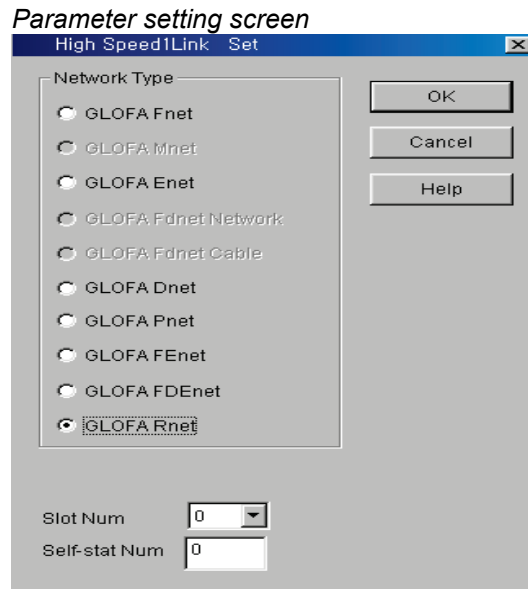 Parameter setting screen
High Speed1Link Set
Network Type
GLOFA Fnet
GLOFA Mnet
GLOFA Enet
GLOFA Fdnet Network
GLOFA Fdnet Cable
GLOFA Dnet
GLOFA Pnet
GLOFA FEnet
GLOFA FDEnet
GLOFA Rnet
OK
Cancel
Help
Slot Num 0
Self-stat Num 0